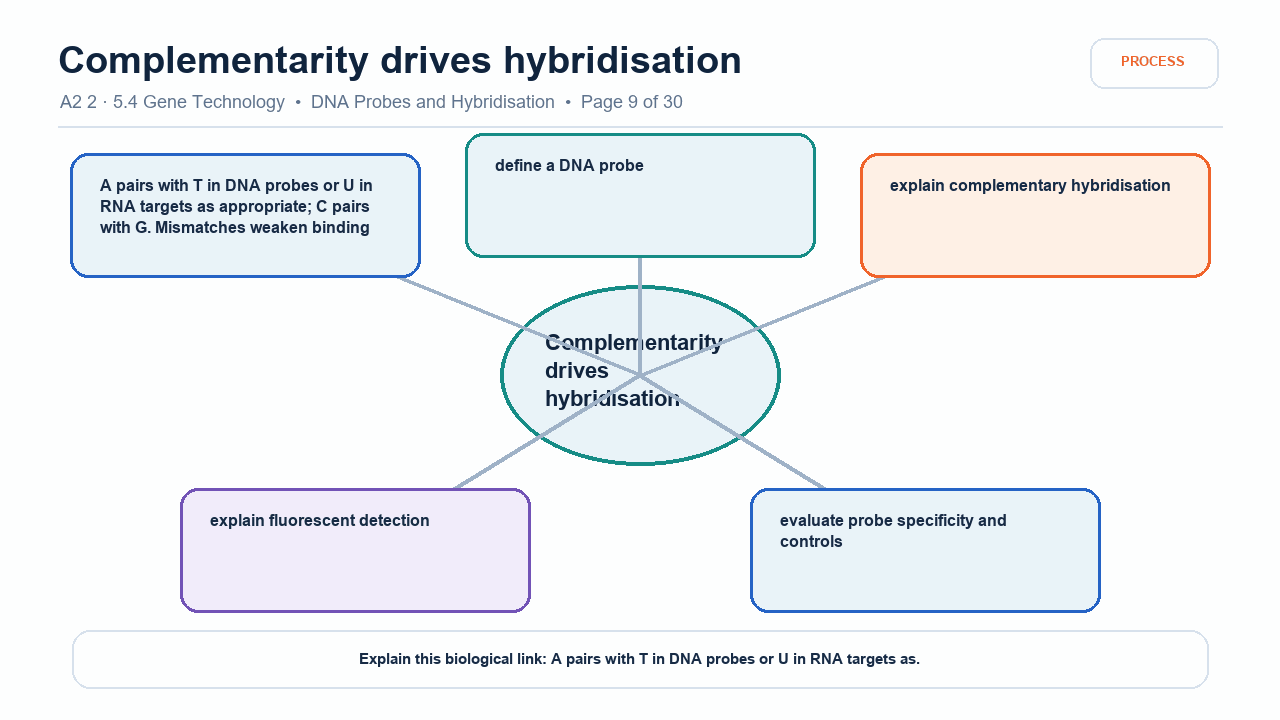 Complementarity drives hybridisation
PROCESS
A2 2 · 5.4 Gene Technology • DNA Probes and Hybridisation • Page 9 of 30
A pairs with T in DNA probes or U in
RNA targets as appropriate; C pairs
with G. Mismatches weaken binding
define a DNA probe
explain complementary hybridisation
Complementarity
drives
hybridisation
explain fluorescent detection
evaluate probe specificity and
controls
Explain this biological link: A pairs with T in DNA probes or U in RNA targets as.